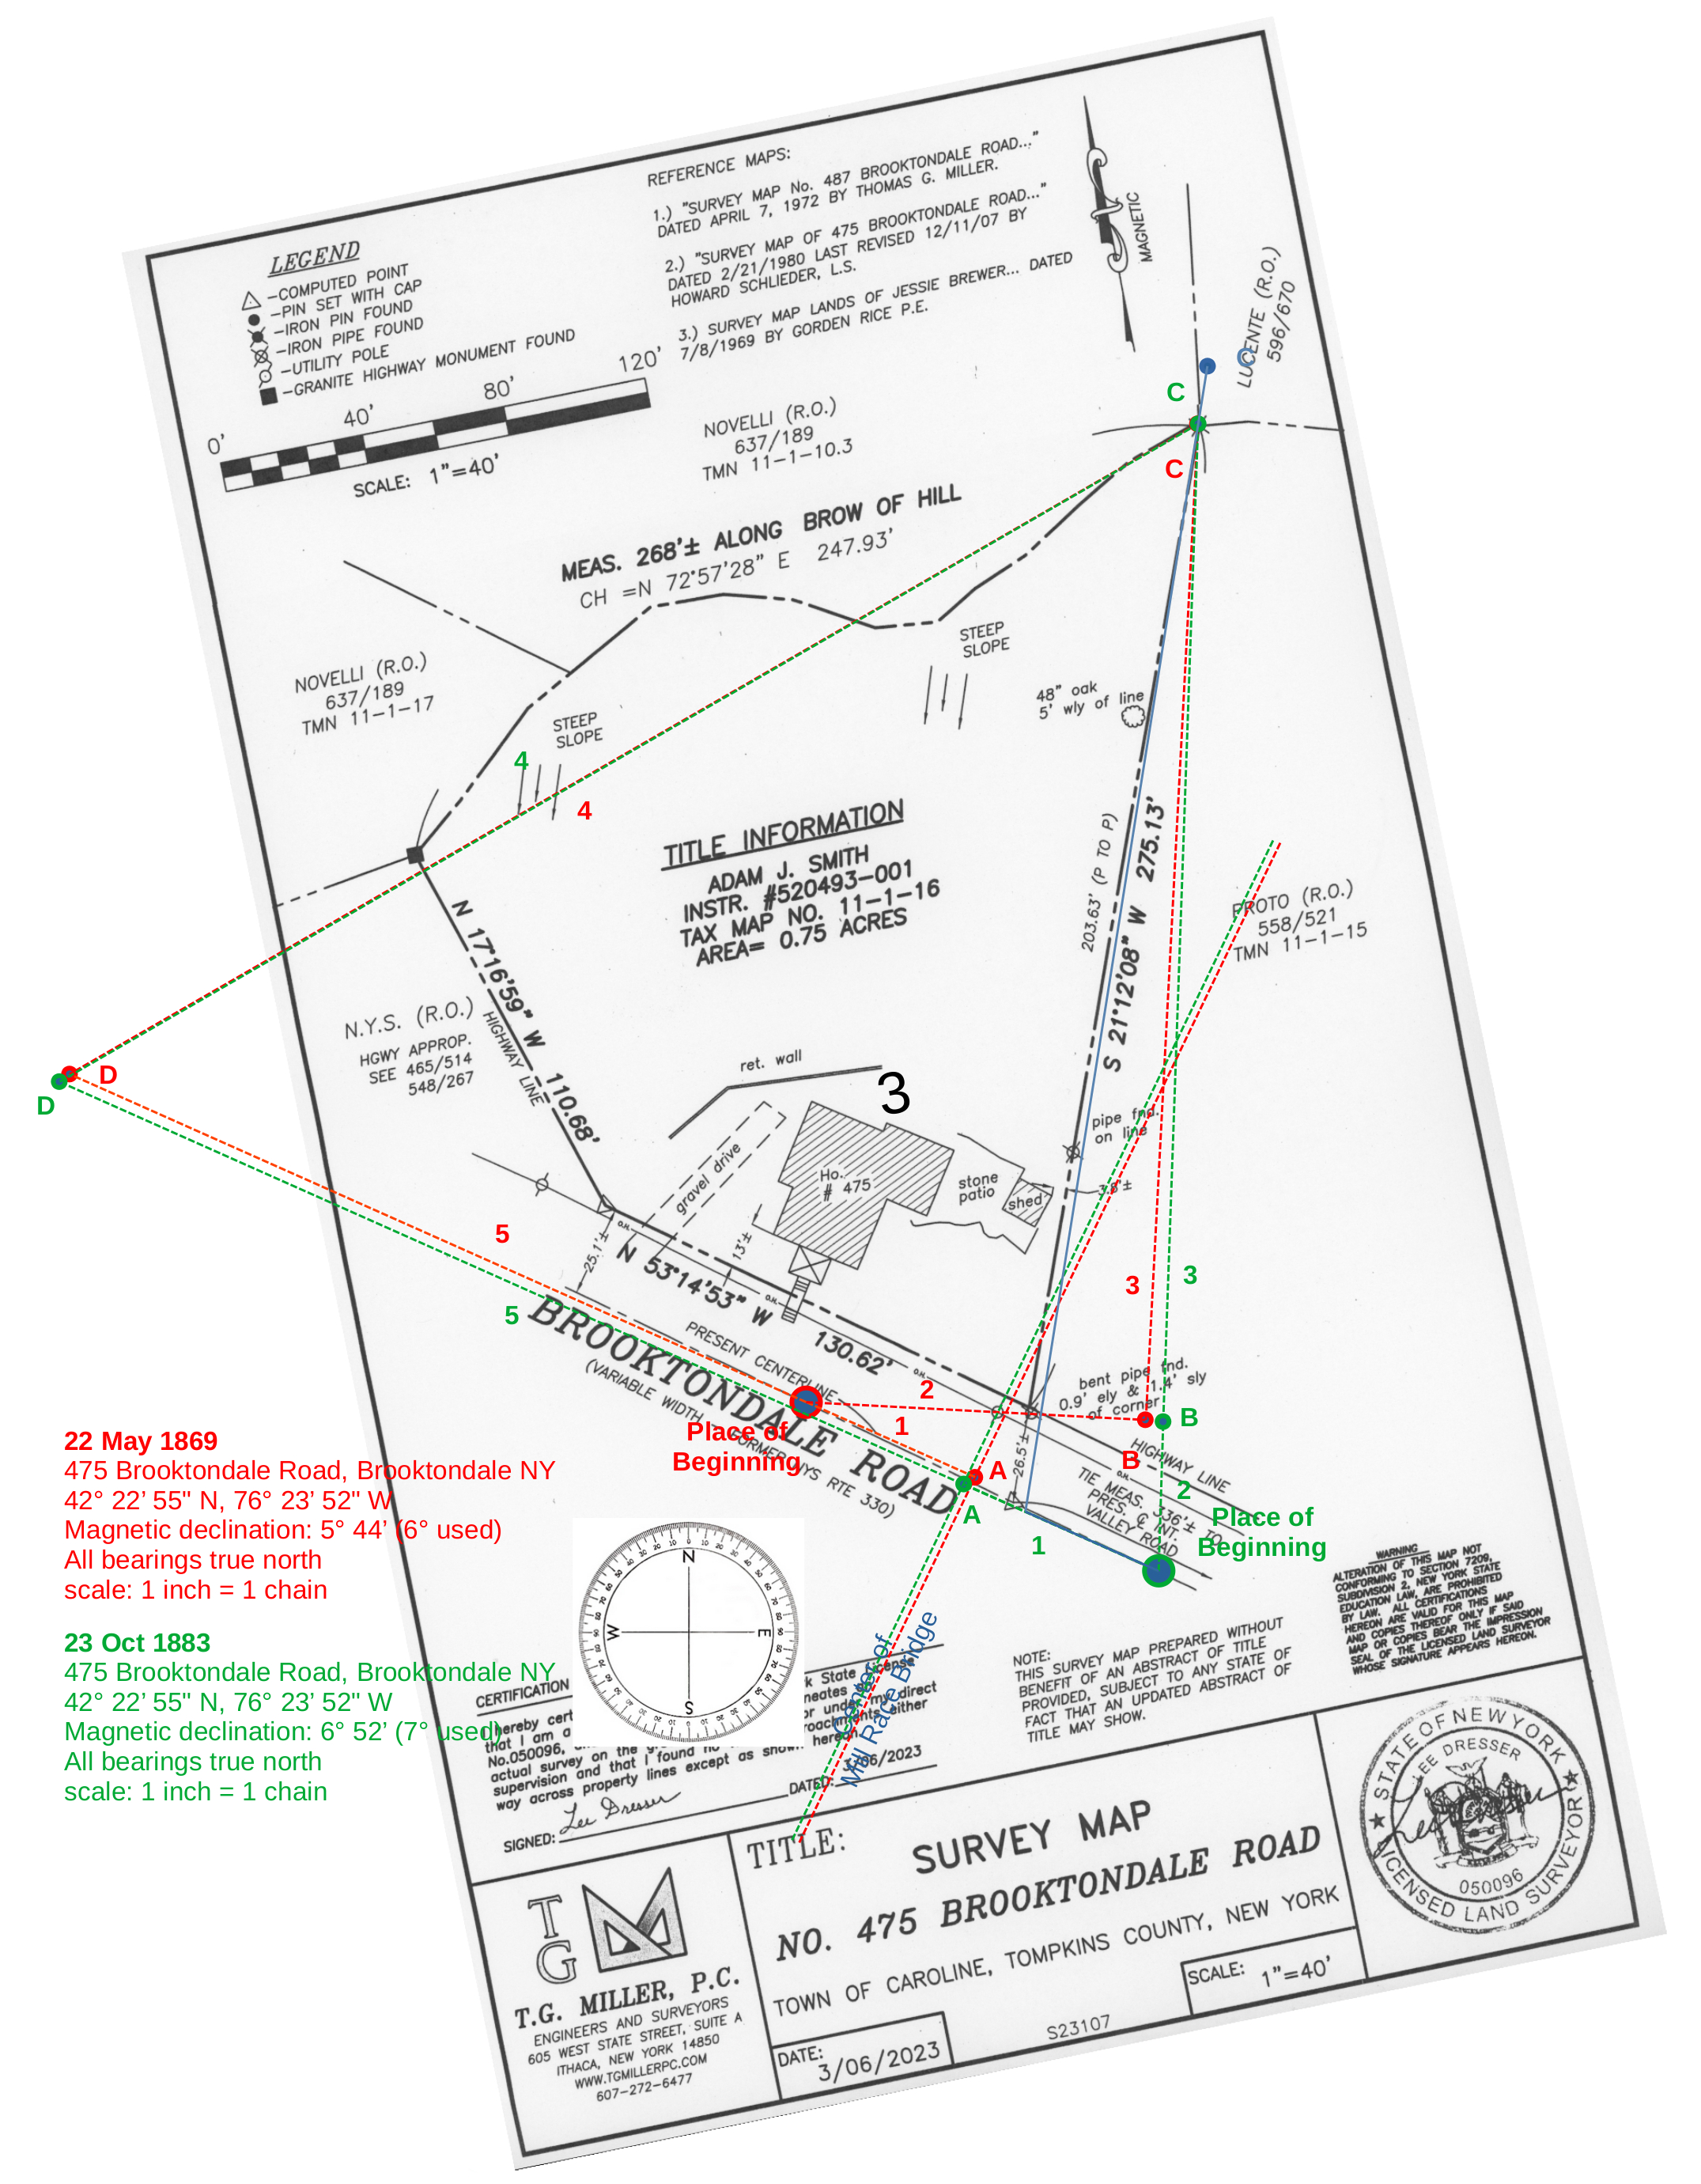 REFERENCE MAPS:
1.) "SURVEY MAP No. 487 BROOKTONDALE ROAD..."
DATED APRIL 7, 1972 BY THOMAS G. MILLER.
2.) "SURVEY MAP OF 475 BROOKTONDALE ROAD..."
DATED 2/21/1980 LAST REVISED 12/11/07 BY
HOWARD SCHLIEDER, L.S.
3.) SURVEY MAP LANDS OF JESSIE BREWER... DATED
7/8/1969 BY GORDEN RICE P.E.
MAGNETIC
LEGEND
-COMPUTED POINT
-PIN SET WITH CAP
-IRON PIN FOUND
-IRON PIPE FOUND
-UTILITY POLE
-GRANITE HIGHWAY MONUMENT FOUND
0' 40' 80' 120'
SCALE: 1"=40'
LUCENTE (R.O.)
596/670
C
C
C
NOVELLI (R.O.)
637/189
TMN 11-1-10.3
MEAS. 268'± ALONG BROW OF HILL
CH =N 72°57'28" E 247.93'
STEEP
SLOPE
NOVELLI (R.O.)
637/189
TMN 11-1-17
STEEP
SLOPE
48" oak
5' wly of line
4
4
TITLE INFORMATION
ADAM J. SMITH
INSTR. #520493-001
TAX MAP NO. 11-1-16
AREA= 0.75 ACRES
203.63' (P TO P)
S 21°12'08" W 275.13'
PROTO (R.O.)
558/521
TMN 11-1-15
N 17°16'59" W 110.68'
HIGHWAY LINE
N.Y.S. (R.O.)
HGWY APPROP.
SEE 465/514
548/267
D
D
ret. wall
3
pipe fnd.
on line
gravel drive
Ho.
# 475
stone
patio
shed
3.8'±
5
5
25.1'±
13'±
O.H.
O.H.
O.H.
O.H.
N 53°14'53" W 130.62'
3
3
BROOKTONDALE ROAD
(VARIABLE WIDTH - FORMER NYS RTE 330)
PRESENT CENTERLINE
2
1
bent pipe fnd.
0.9' ely & 1.4' sly
of corner
B
B
HIGHWAY LINE
26.5'±
Place of
Beginning
A
A
2
1
TIE MEAS. 336'± TO
PRES. ℄ INT.
VALLEY ROAD
Place of
Beginning
22 May 1869
475 Brooktondale Road, Brooktondale NY
42° 22’ 55" N, 76° 23’ 52" W
Magnetic declination: 5° 44’ (6° used)
All bearings true north
scale: 1 inch = 1 chain
23 Oct 1883
475 Brooktondale Road, Brooktondale NY
42° 22’ 55" N, 76° 23’ 52" W
Magnetic declination: 6° 52’ (7° used)
All bearings true north
scale: 1 inch = 1 chain
N
W E
S
Center of
Mill Race Bridge
WARNING
ALTERATION OF THIS MAP NOT
CONFORMING TO SECTION 7209,
SUBDIVISION 2, NEW YORK STATE
EDUCATION LAW, ARE PROHIBITED
BY LAW. ALL CERTIFICATIONS
HEREON ARE VALID FOR THIS MAP
AND COPIES THEREOF ONLY IF SAID
MAP OR COPIES BEAR THE IMPRESSION
SEAL OF THE LICENSED LAND SURVEYOR
WHOSE SIGNATURE APPEARS HEREON.
NOTE:
THIS SURVEY MAP PREPARED WITHOUT
BENEFIT OF AN ABSTRACT OF TITLE
PROVIDED, SUBJECT TO ANY STATE OF
FACT THAT AN UPDATED ABSTRACT OF
TITLE MAY SHOW.
CERTIFICATION
hereby cert
that I am a k State License
No.050096,
actual survey on the under my direct
supervision and that I found no encroachments either
way across property lines except as shown hereon.
SIGNED: Lee Dresser DATED: 3/06/2023
STATE OF NEW YORK
LEE DRESSER
050096
LICENSED LAND SURVEYOR
TG
T.G. MILLER, P.C.
ENGINEERS AND SURVEYORS
605 WEST STATE STREET, SUITE A
ITHACA, NEW YORK 14850
WWW.TGMILLERPC.COM
607-272-6477
TITLE:
SURVEY MAP
NO. 475 BROOKTONDALE ROAD
TOWN OF CAROLINE, TOMPKINS COUNTY, NEW YORK
DATE:
3/06/2023
S23107
SCALE: 1"=40'